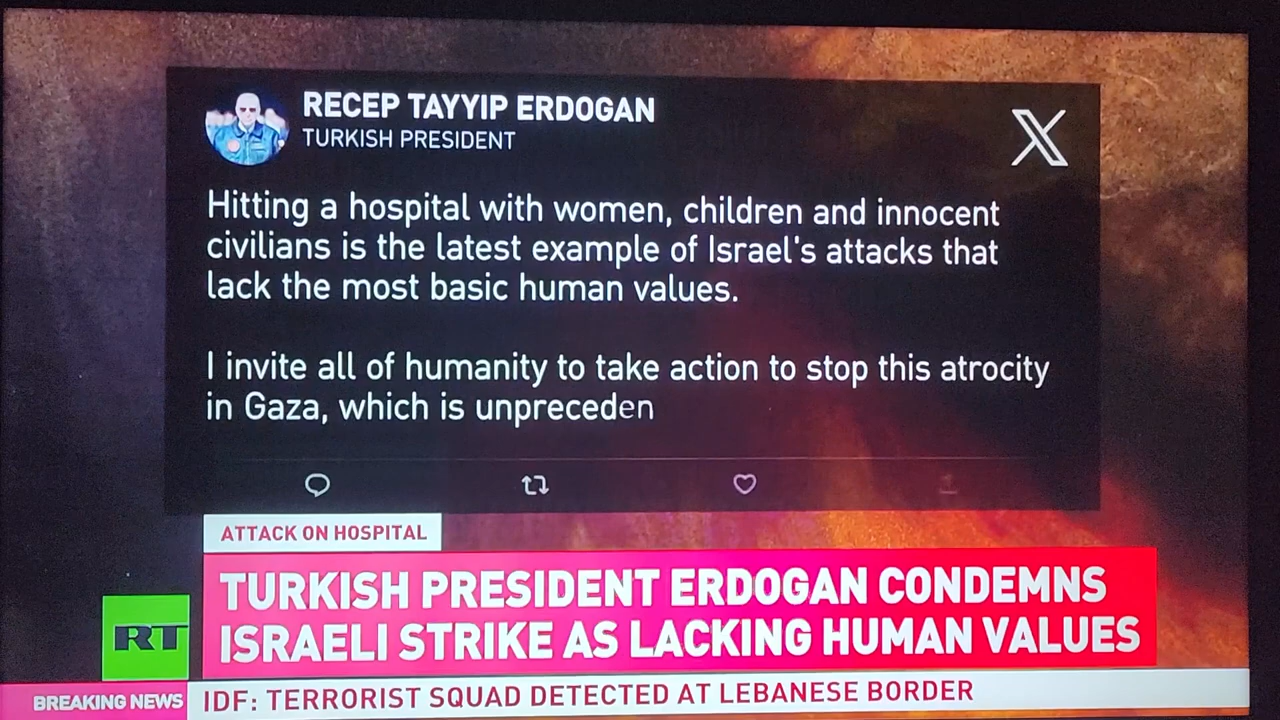 RECEP TAYYIP ERDOGAN
TURKISH PRESIDENT
X
Hitting a hospital with women, children and innocent
civilians is the latest example of Israel's attacks that
lack the most basic human values.
I invite all of humanity to take action to stop this atrocity
in Gaza, which is unpreceden
ATTACK ON HOSPITAL
TURKISH PRESIDENT ERDOGAN CONDEMNS
ISRAELI STRIKE AS LACKING HUMAN VALUES
RT
BREAKING NEWS
IDF: TERRORIST SQUAD DETECTED AT LEBANESE BORDER